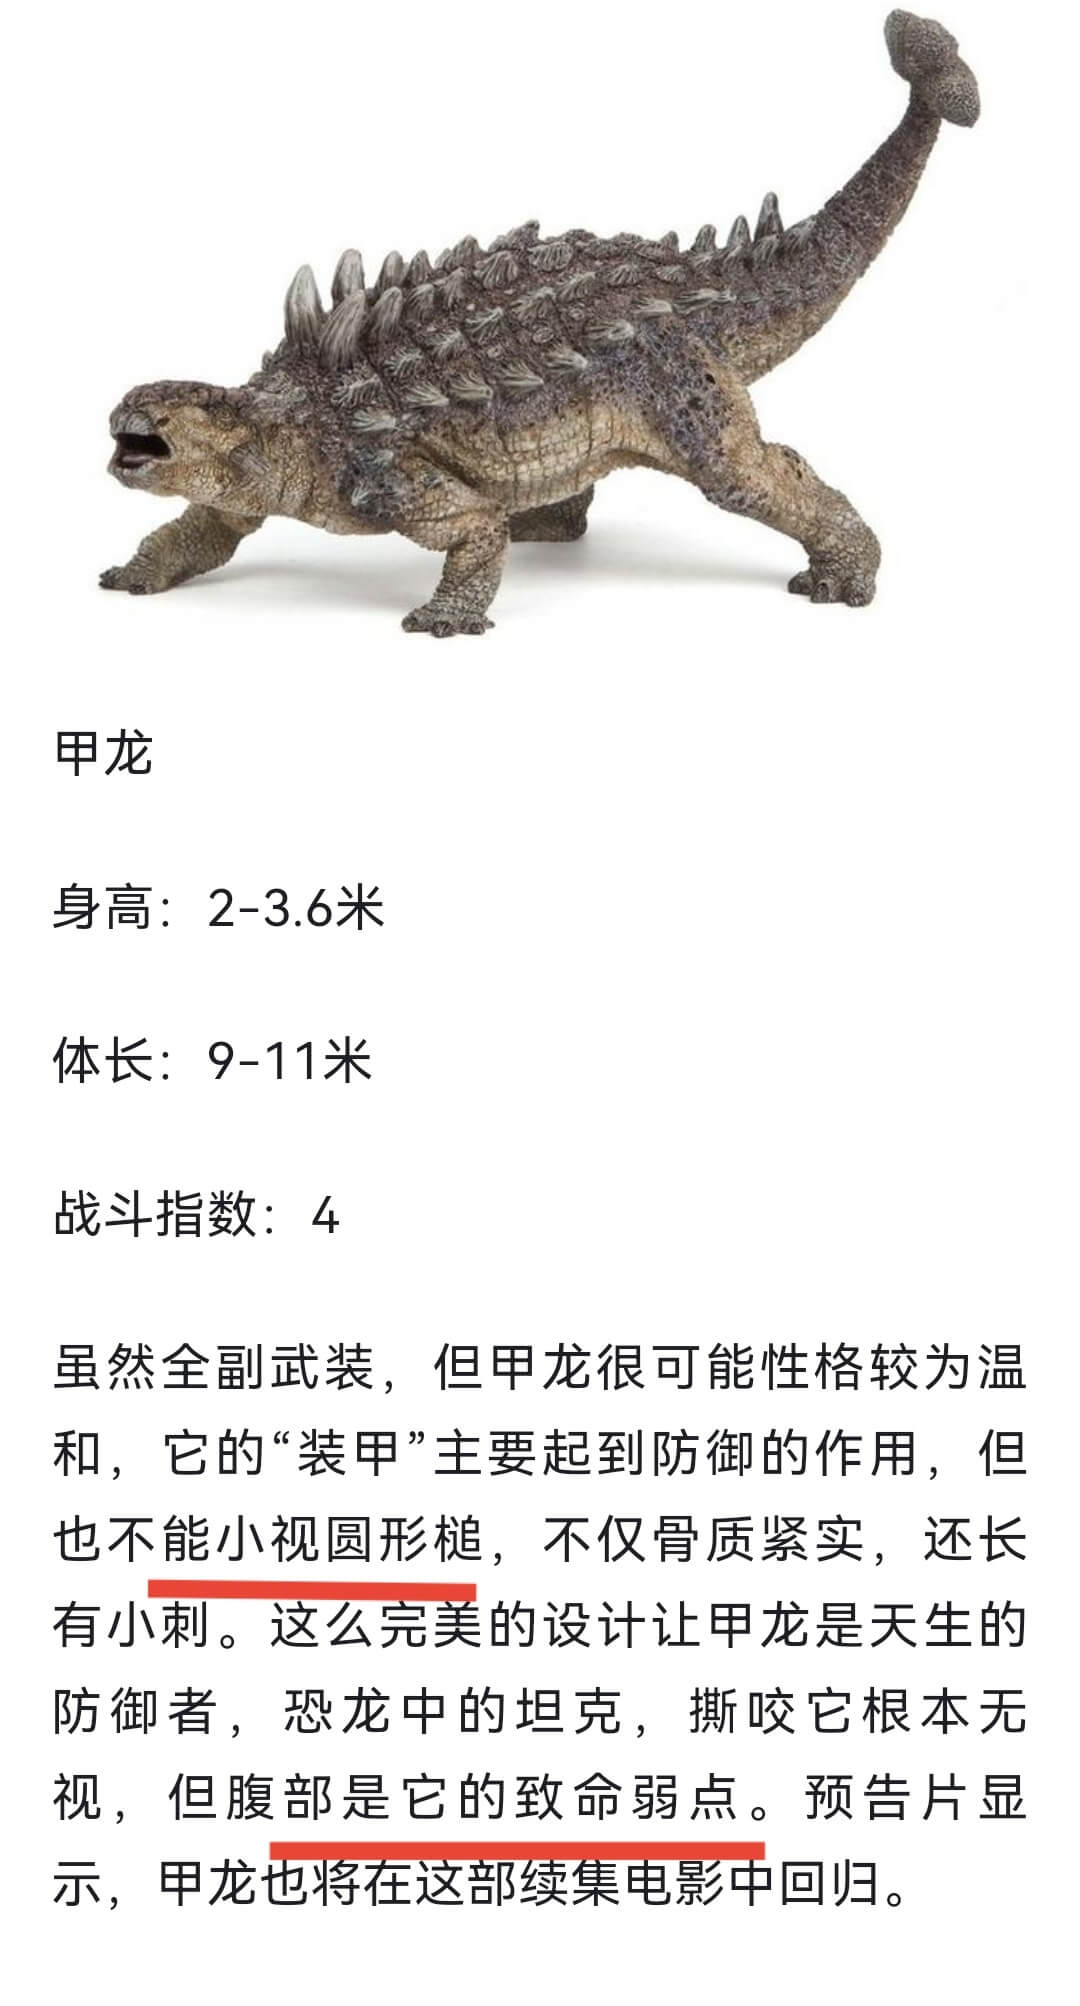 甲龙
身高：2-3.6米
体长：9-11米
战斗指数：4
虽然全副武装，但甲龙很可能性格较为温
和，它的“装甲”主要起到防御的作用，但
也不能小视圆形槌，不仅骨质紧实，还长
有小刺。这么完美的设计让甲龙是天生的
防御者，恐龙中的坦克，撕咬它根本无
视，但腹部是它的致命弱点。预告片显
示，甲龙也将在这部续集电影中回归。